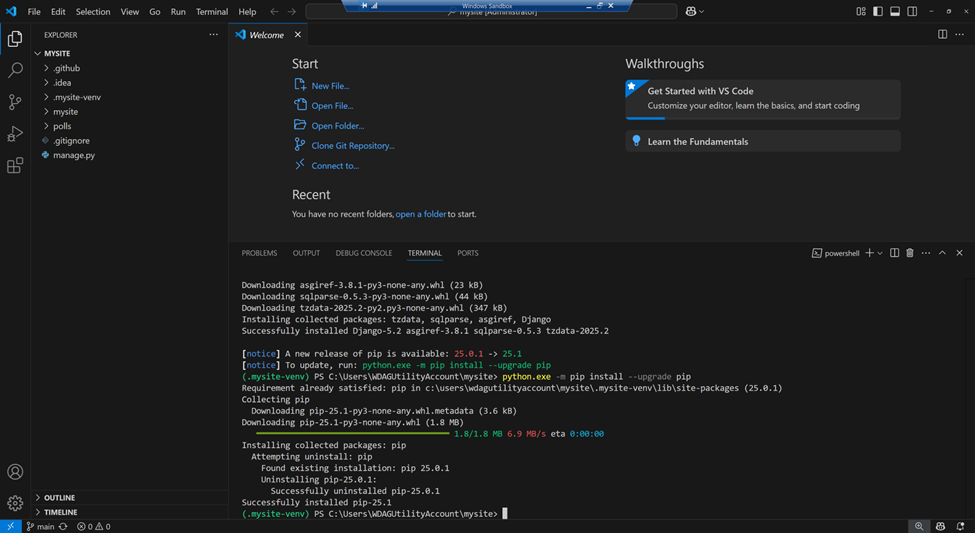 Windows Sandbox
File Edit Selection View Go Run Terminal Help
mysite [Administrator]
EXPLORER
MYSITE
.github
.idea
.mysite-venv
mysite
polls
.gitignore
manage.py
OUTLINE
TIMELINE
Welcome
Start
New File...
Open File...
Open Folder...
Clone Git Repository...
Connect to...
Recent
You have no recent folders, open a folder to start.
Walkthroughs
Get Started with VS Code
Customize your editor, learn the basics, and start coding
Learn the Fundamentals
PROBLEMS OUTPUT DEBUG CONSOLE TERMINAL PORTS
powershell
Downloading asgiref-3.8.1-py3-none-any.whl (23 kB)
Downloading sqlparse-0.5.3-py3-none-any.whl (44 kB)
Downloading tzdata-2025.2-py2.py3-none-any.whl (347 kB)
Installing collected packages: tzdata, sqlparse, asgiref, Django
Successfully installed Django-5.2 asgiref-3.8.1 sqlparse-0.5.3 tzdata-2025.2
[notice] A new release of pip is available: 25.0.1 -> 25.1
[notice] To update, run: python.exe -m pip install --upgrade pip
(.mysite-venv) PS C:\Users\WDAGUtilityAccount\mysite> python.exe -m pip install --upgrade pip
Requirement already satisfied: pip in c:\users\wdagutilityaccount\mysite\.mysite-venv\lib\site-packages (25.0.1)
Collecting pip
Downloading pip-25.1-py3-none-any.whl.metadata (3.6 kB)
Downloading pip-25.1-py3-none-any.whl (1.8 MB)
1.8/1.8 MB 6.9 MB/s eta 0:00:00
Installing collected packages: pip
Attempting uninstall: pip
Found existing installation: pip 25.0.1
Uninstalling pip-25.0.1:
Successfully uninstalled pip-25.0.1
Successfully installed pip-25.1
(.mysite-venv) PS C:\Users\WDAGUtilityAccount\mysite>
main 0 0